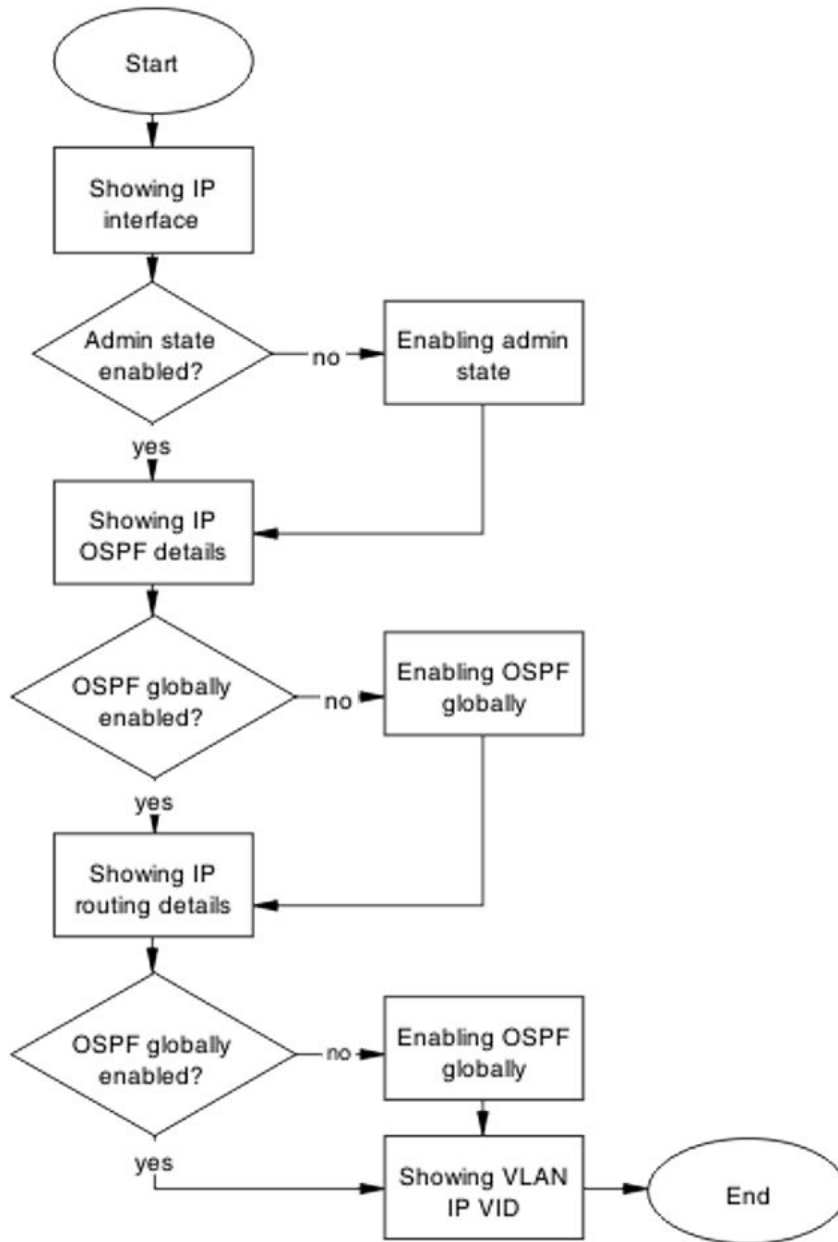 Start
Showing IP
interface
Admin state
enabled?
no
Enabling admin
state
yes
Showing IP
OSPF details
OSPF globally
enabled?
no
Enabling OSPF
globally
yes
Showing IP
routing details
OSPF globally
enabled?
no
Enabling OSPF
globally
yes
Showing VLAN
IP VID
End